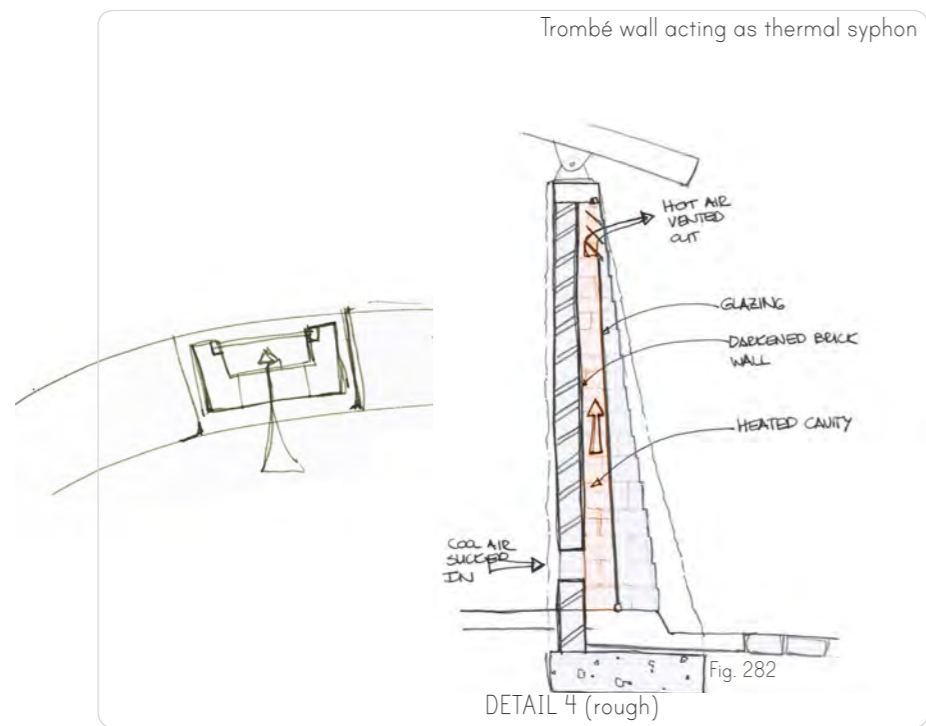 Trombé wall acting as thermal syphon
HOT AIR
VENTED
OUT
GLAZING
DARKENED BRICK
WALL
HEATED CAVITY
COOL AIR
SUCKED
IN
Fig. 282
DETAIL 4 (rough)